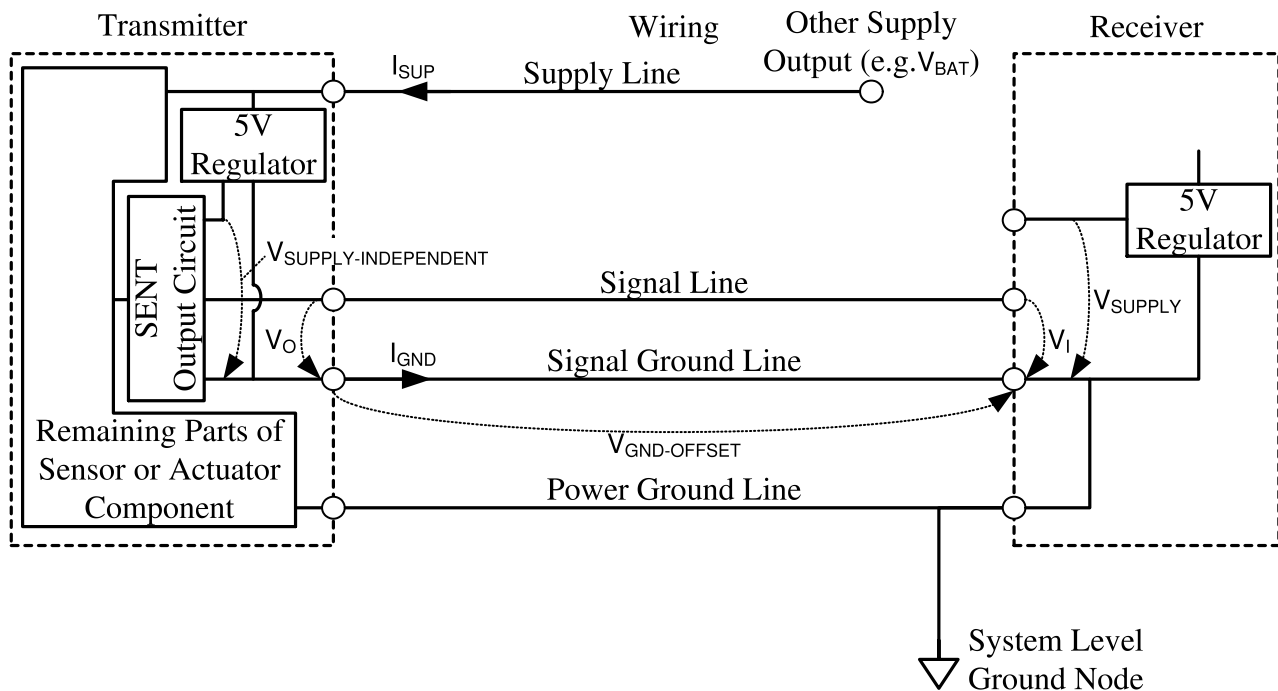 Transmitter
Wiring
Other Supply
Output (e.g.VBAT)
Receiver
ISUP
Supply Line
5V
Regulator
5V
Regulator
SENT
Output Circuit
VSUPPLY-INDEPENDENT
Signal Line
VSUPPLY
VO
VI
IGND
Signal Ground Line
VGND-OFFSET
Remaining Parts of
Sensor or Actuator
Component
Power Ground Line
System Level
Ground Node